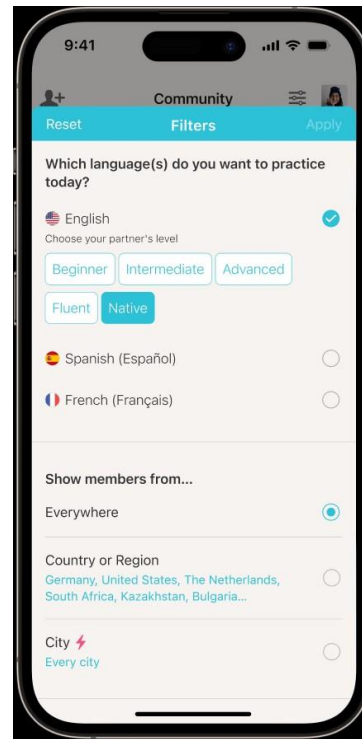 9:41
Community
Reset Filters Apply
Which language(s) do you want to practice
today?
English
Choose your partner's level
Beginner Intermediate Advanced
Fluent Native
Spanish (Español)
French (Français)
Show members from...
Everywhere
Country or Region
Germany, United States, The Netherlands,
South Africa, Kazakhstan, Bulgaria...
City
Every city